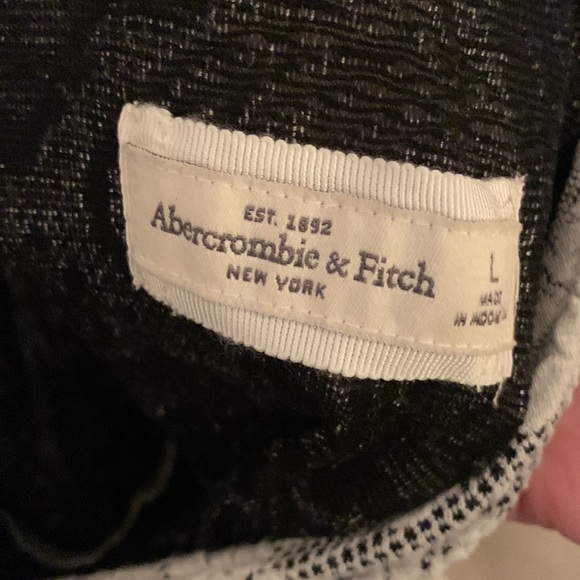 EST. 1892
Abercrombie & Fitch
NEW YORK
L
MADE
IN